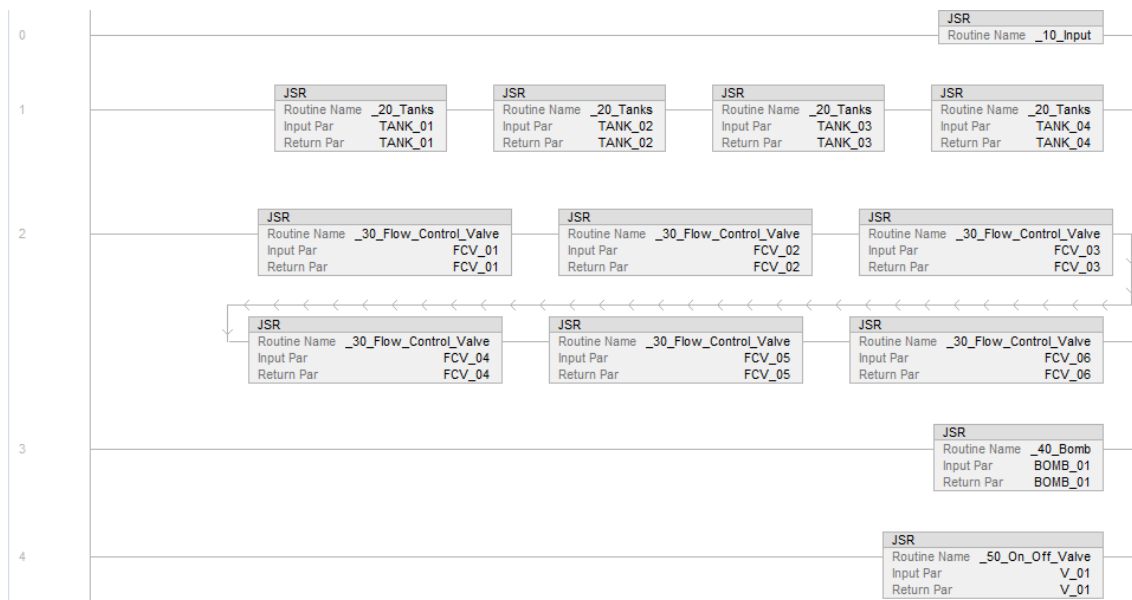 0
JSR
Routine Name _10_Input
1
JSR JSR JSR JSR
Routine Name _20_Tanks Routine Name _20_Tanks Routine Name _20_Tanks Routine Name _20_Tanks
Input Par TANK_01 Input Par TANK_02 Input Par TANK_03 Input Par TANK_04
Return Par TANK_01 Return Par TANK_02 Return Par TANK_03 Return Par TANK_04
2
JSR JSR JSR
Routine Name _30_Flow_Control_Valve Routine Name _30_Flow_Control_Valve Routine Name _30_Flow_Control_Valve
Input Par FCV_01 Input Par FCV_02 Input Par FCV_03
Return Par FCV_01 Return Par FCV_02 Return Par FCV_03
JSR JSR JSR
Routine Name _30_Flow_Control_Valve Routine Name _30_Flow_Control_Valve Routine Name _30_Flow_Control_Valve
Input Par FCV_04 Input Par FCV_05 Input Par FCV_06
Return Par FCV_04 Return Par FCV_05 Return Par FCV_06
3
JSR
Routine Name _40_Bomb
Input Par BOMB_01
Return Par BOMB_01
4
JSR
Routine Name _50_On_Off_Valve
Input Par V_01
Return Par V_01